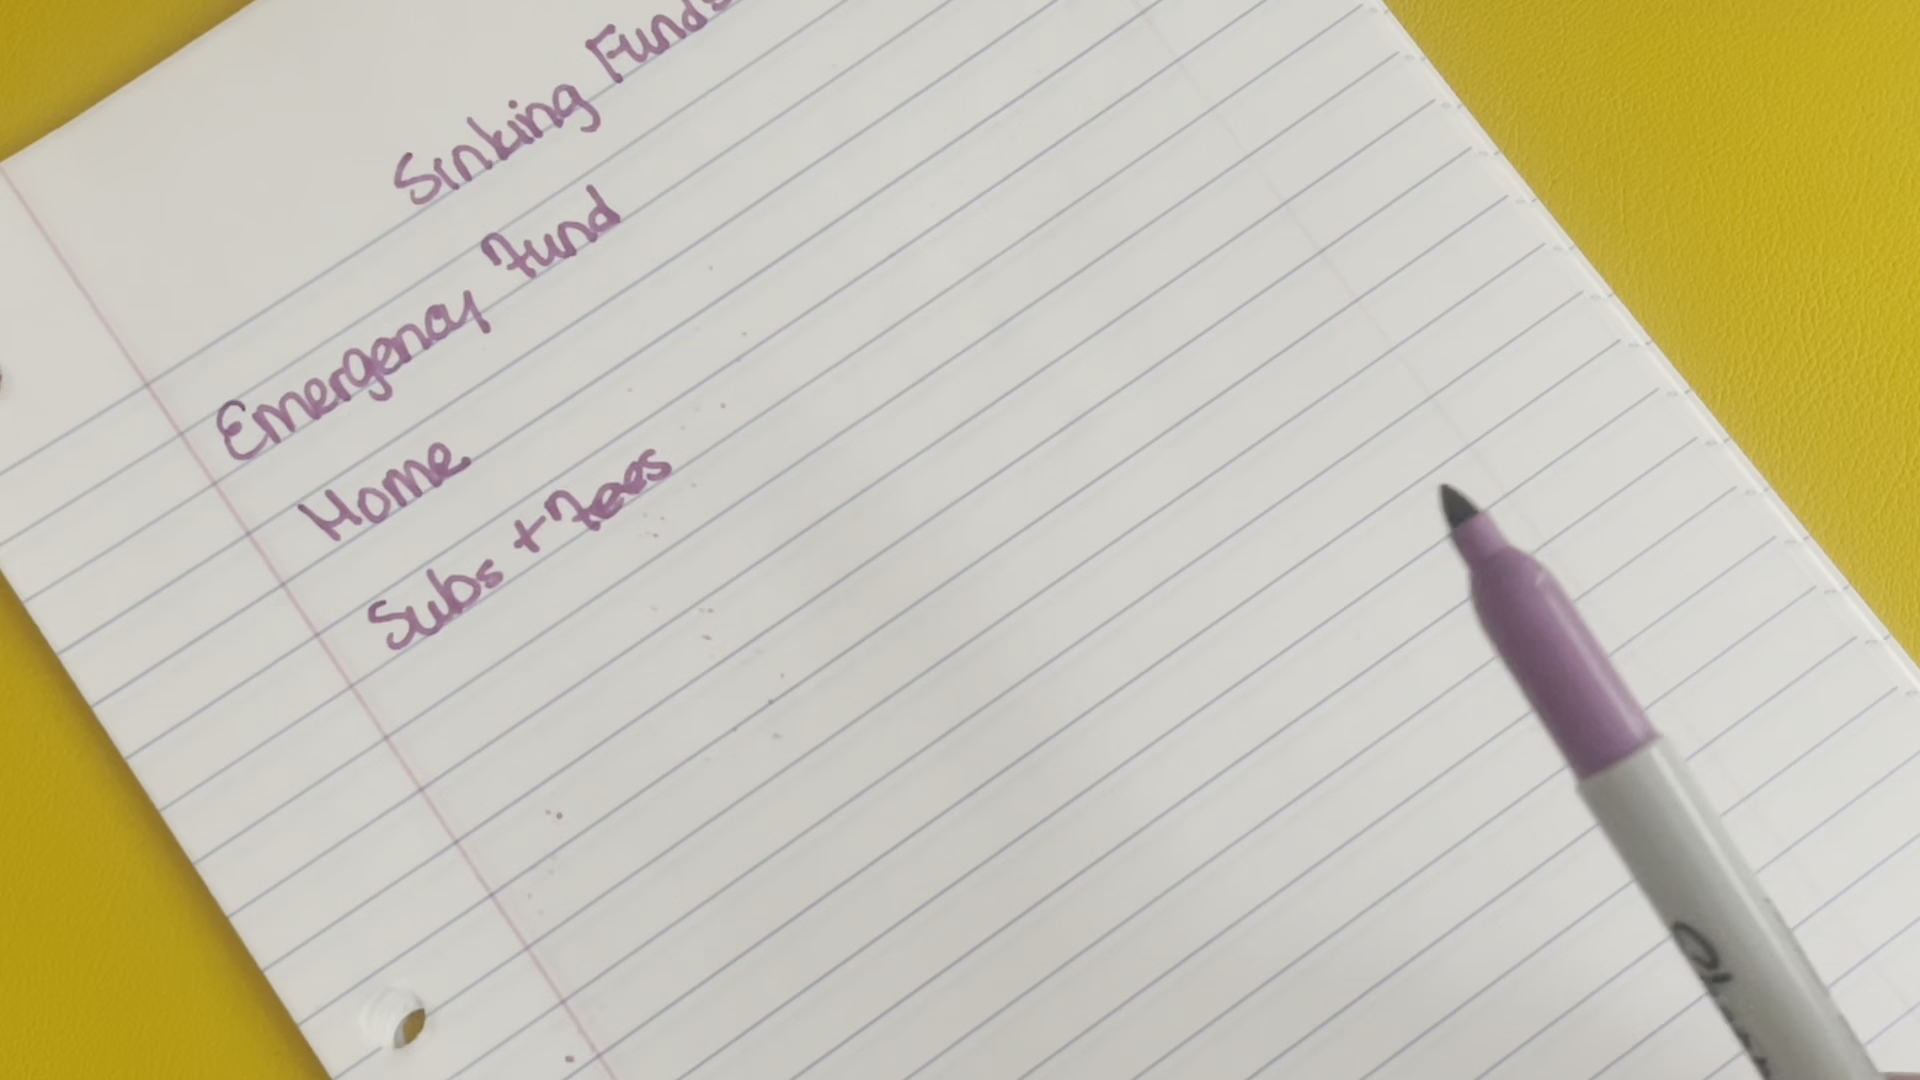 Sinking Funds
Emergency Fund
Home
Subs + Fees